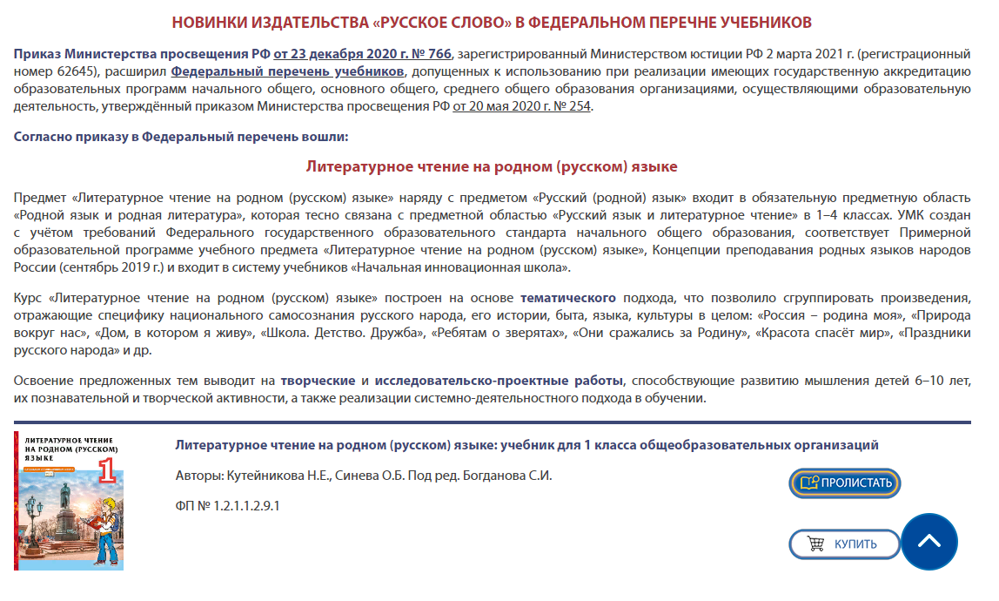 НОВИНКИ ИЗДАТЕЛЬСТВА «РУССКОЕ СЛОВО» В ФЕДЕРАЛЬНОМ ПЕРЕЧНЕ УЧЕБНИКОВ
Приказ Министерства просвещения РФ от 23 декабря 2020 г. № 766, зарегистрированный Министерством юстиции РФ 2 марта 2021 г. (регистрационный
номер 62645), расширил Федеральный перечень учебников, допущенных к использованию при реализации имеющих государственную аккредитацию
образовательных программ начального общего, основного общего, среднего общего образования организациями, осуществляющими образовательную
деятельность, утверждённый приказом Министерства просвещения РФ от 20 мая 2020 г. № 254.
Согласно приказу в Федеральный перечень вошли:
Литературное чтение на родном (русском) языке
Предмет «Литературное чтение на родном (русском) языке» наряду с предметом «Русский (родной) язык» входит в обязательную предметную область
«Родной язык и родная литература», которая тесно связана с предметной областью «Русский язык и литературное чтение» в 1–4 классах. УМК создан
с учётом требований Федерального государственного образовательного стандарта начального общего образования, соответствует Примерной
образовательной программе учебного предмета «Литературное чтение на родном (русском) языке», Концепции преподавания родных языков народов
России (сентябрь 2019 г.) и входит в систему учебников «Начальная инновационная школа».
Курс «Литературное чтение на родном (русском) языке» построен на основе тематического подхода, что позволило сгруппировать произведения,
отражающие специфику национального самосознания русского народа, его истории, быта, языка, культуры в целом: «Россия – родина моя», «Природа
вокруг нас», «Дом, в котором я живу», «Школа. Детство. Дружба», «Ребятам о зверятах», «Они сражались за Родину», «Красота спасёт мир», «Праздники
русского народа» и др.
Освоение предложенных тем выводит на творческие и исследовательско-проектные работы, способствующие развитию мышления детей 6–10 лет,
их познавательной и творческой активности, а также реализации системно-деятельностного подхода в обучении.
ЛИТЕРАТУРНОЕ ЧТЕНИЕ
НА РОДНОМ (РУССКОМ)
ЯЗЫКЕ
1
Литературное чтение на родном (русском) языке: учебник для 1 класса общеобразовательных организаций
Авторы: Кутейникова Н.Е., Синева О.Б. Под ред. Богданова С.И.
ПРОЛИСТАТЬ
ФП № 1.2.1.1.2.9.1
КУПИТЬ